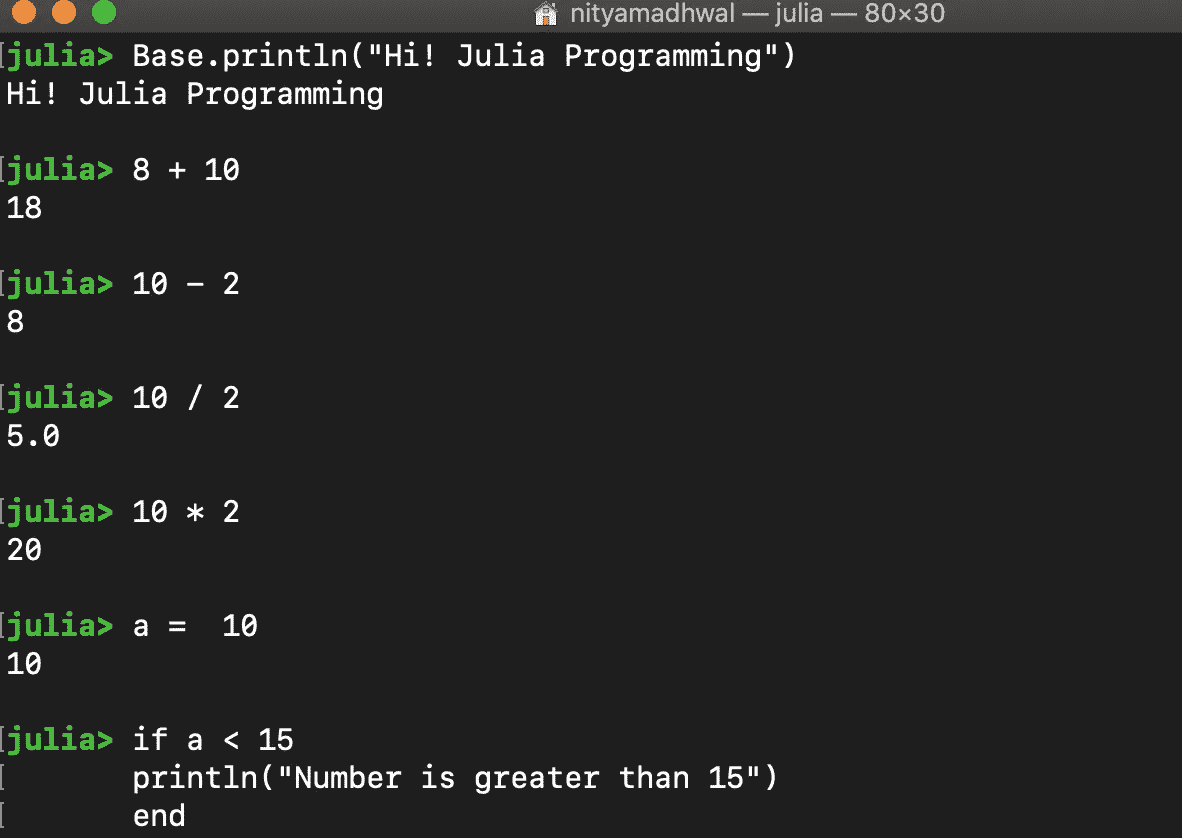 nityamadhwal — julia — 80×30
julia> Base.println("Hi! Julia Programming")
Hi! Julia Programming
julia> 8 + 10
18
julia> 10 - 2
8
julia> 10 / 2
5.0
julia> 10 * 2
20
julia> a =  10
10
julia> if a < 15
println("Number is greater than 15")
end